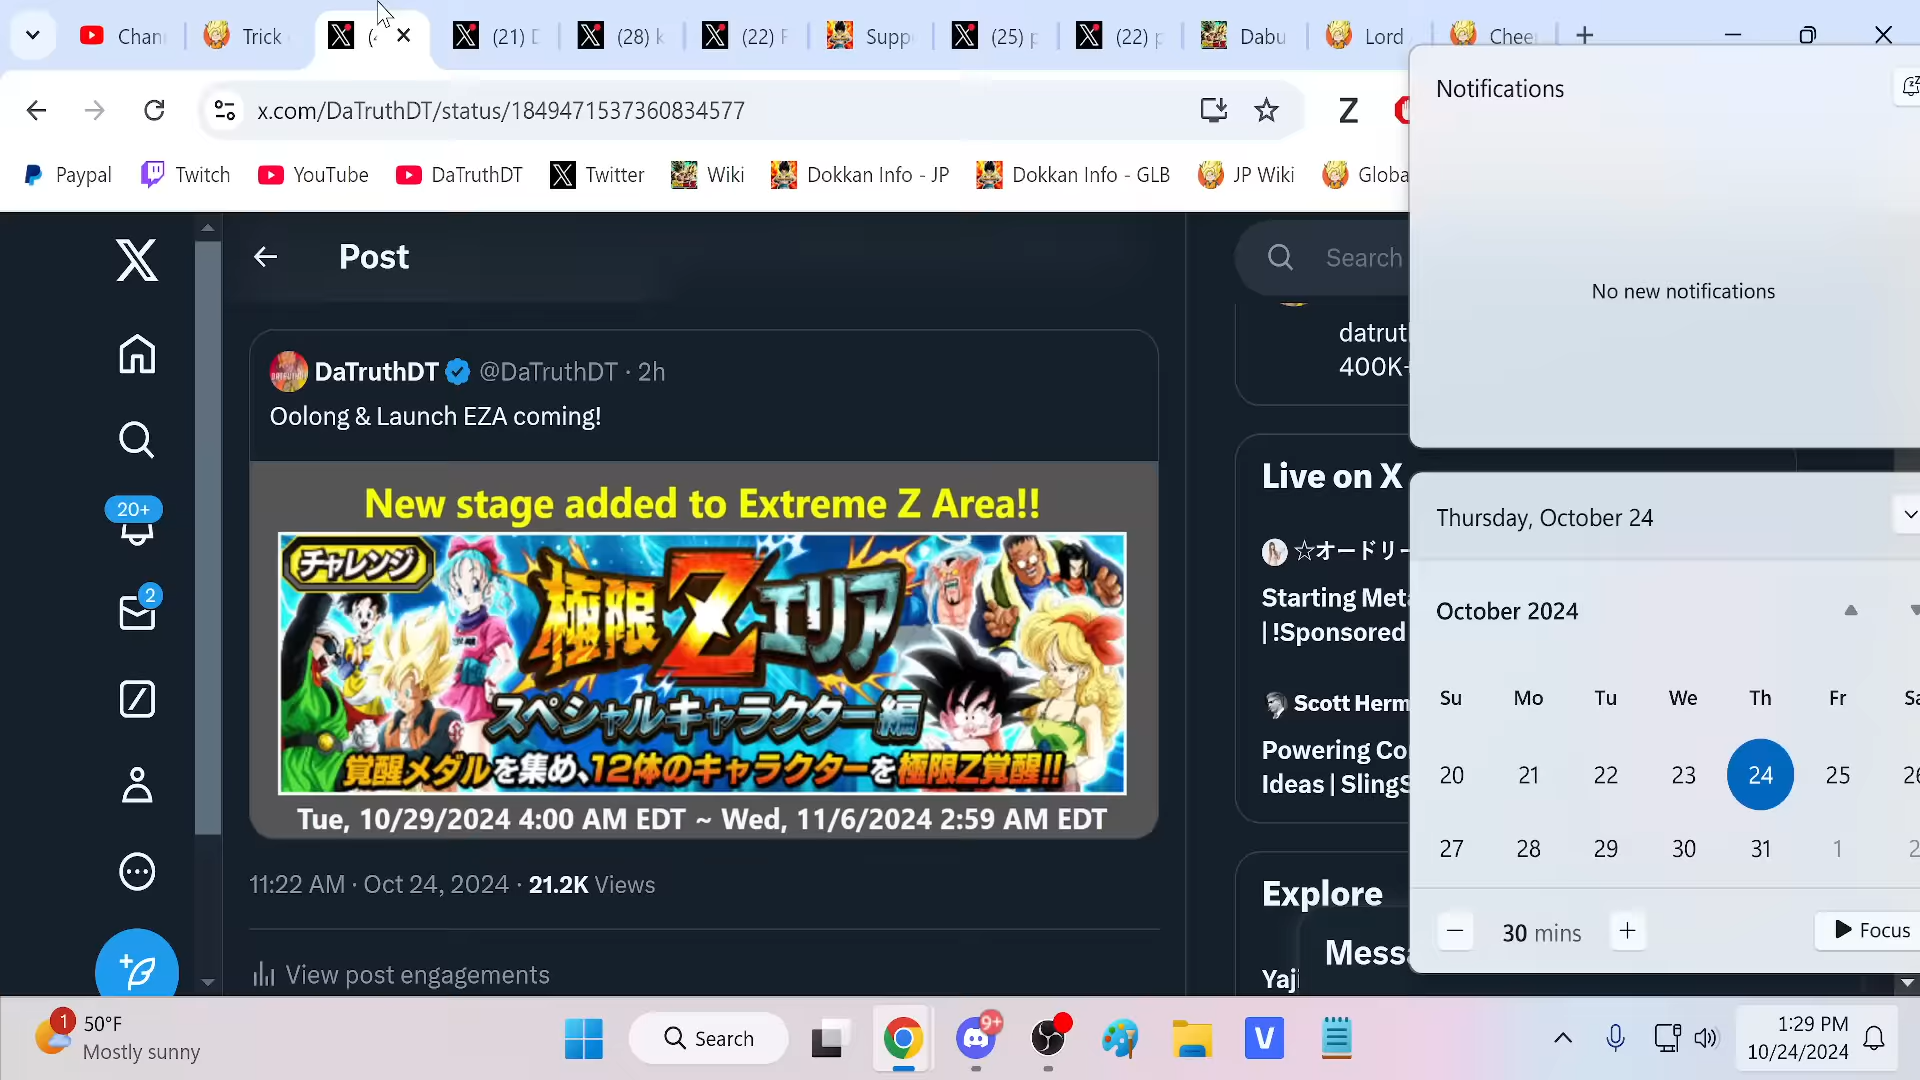 Chan
Trick
(
(21) D
(28) k
(22) F
Supp
(25) p
(22) p
Dabu
Lord
Chee
x.com/DaTruthDT/status/1849471537360834577
Z
Paypal
Twitch
YouTube
DaTruthDT
Twitter
Wiki
Dokkan Info - JP
Dokkan Info - GLB
JP Wiki
Globa
Post
DaTruthDT @DaTruthDT · 2h
Oolong & Launch EZA coming!
New stage added to Extreme Z Area!!
チャレンジ
極限Zエリア
スペシャルキャラクター編
覚醒メダルを集め、12体のキャラクターを極限Z覚醒!!
Tue, 10/29/2024 4:00 AM EDT ~ Wed, 11/6/2024 2:59 AM EDT
11:22 AM · Oct 24, 2024 · 21.2K Views
View post engagements
20+
2
Search
datrut
400K-
Live on X
☆オードリー
Starting Met
| !Sponsored
Scott Herm
Powering Co
Ideas | SlingS
Explore
Mess
Yaji
Notifications
No new notifications
Thursday, October 24
October 2024
Su Mo Tu We Th Fr Sa
20 21 22 23 24 25 26
27 28 29 30 31 1 2
30 mins
Focus
1
50°F
Mostly sunny
Search
9+
V
1:29 PM
10/24/2024